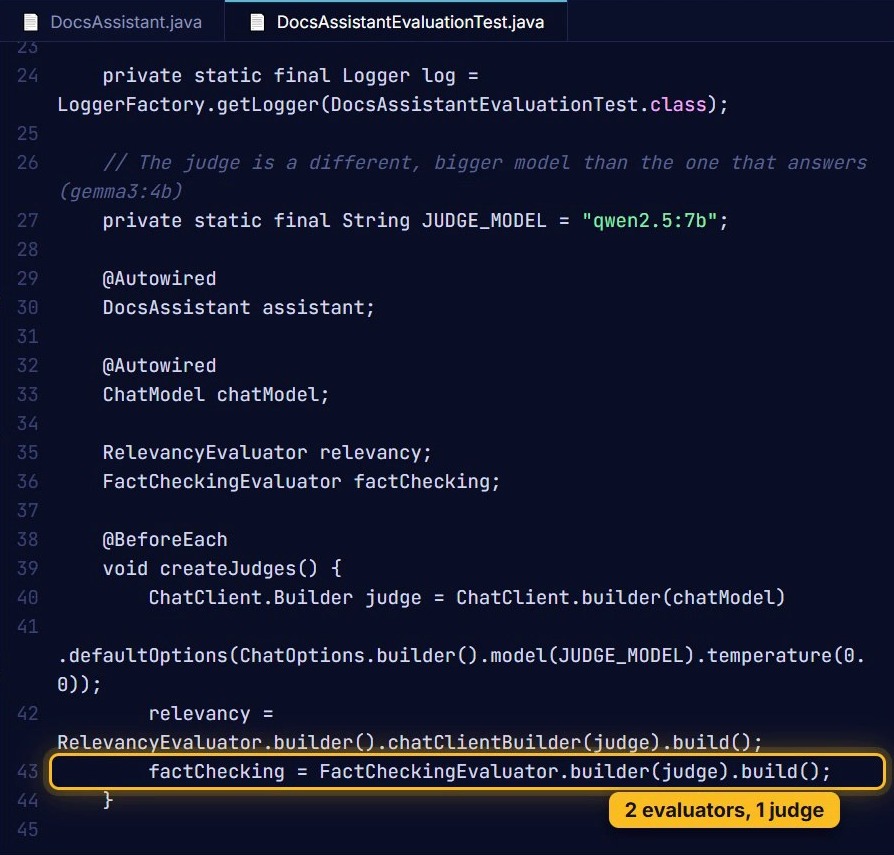 DocsAssistant.java
DocsAssistantEvaluationTest.java
23
24 private static final Logger log =
LoggerFactory.getLogger(DocsAssistantEvaluationTest.class);
25
26 // The judge is a different, bigger model than the one that answers
(gemma3:4b)
27 private static final String JUDGE_MODEL = "qwen2.5:7b";
28
29 @Autowired
30 DocsAssistant assistant;
31
32 @Autowired
33 ChatModel chatModel;
34
35 RelevancyEvaluator relevancy;
36 FactCheckingEvaluator factChecking;
37
38 @BeforeEach
39 void createJudges() {
40 ChatClient.Builder judge = ChatClient.builder(chatModel)
41
.defaultOptions(ChatOptions.builder().model(JUDGE_MODEL).temperature(0.
0));
42 relevancy =
RelevancyEvaluator.builder().chatClientBuilder(judge).build();
43 factChecking = FactCheckingEvaluator.builder(judge).build();
44 }
2 evaluators, 1 judge
45